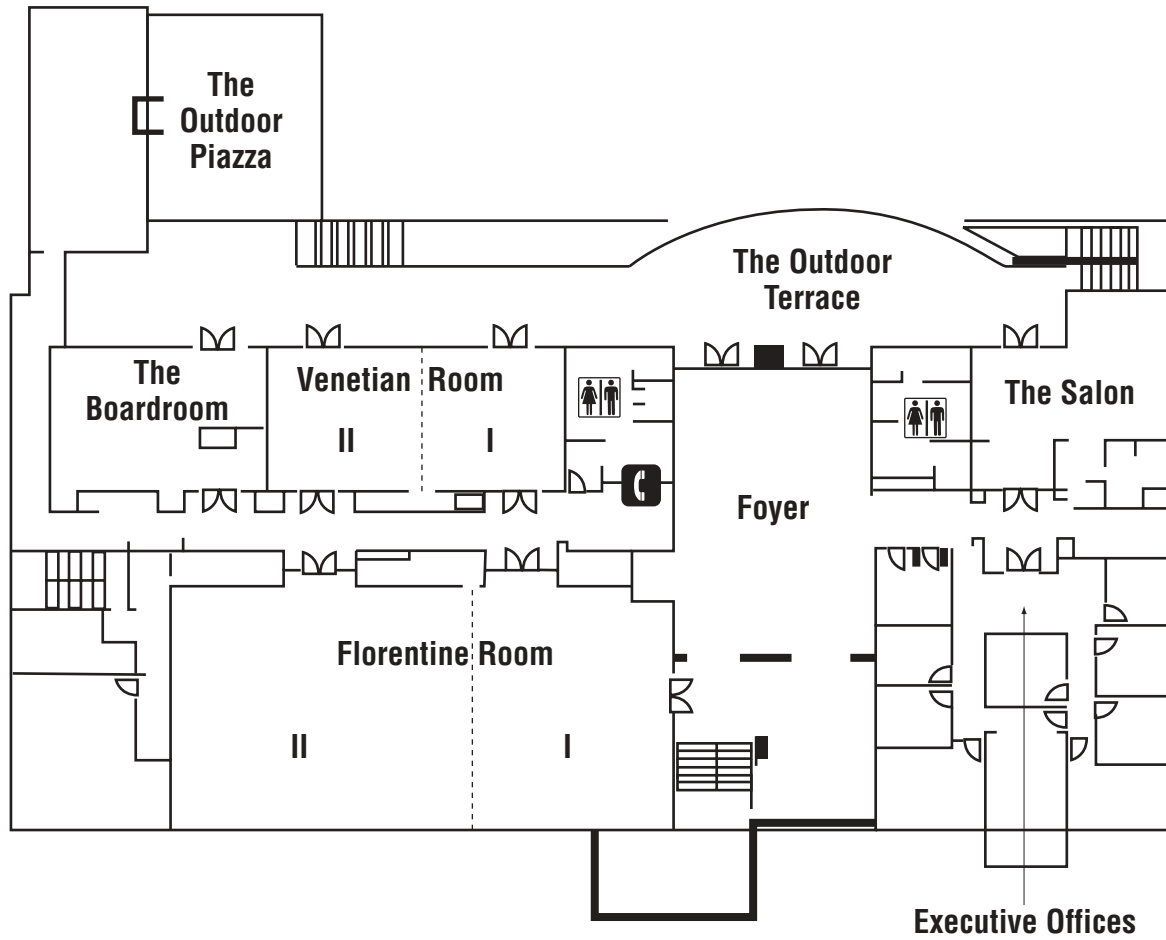 The
Outdoor
Piazza
The Outdoor
Terrace
The
Boardroom
Venetian Room
II
I
The Salon
Foyer
Florentine Room
II
I
Executive Offices